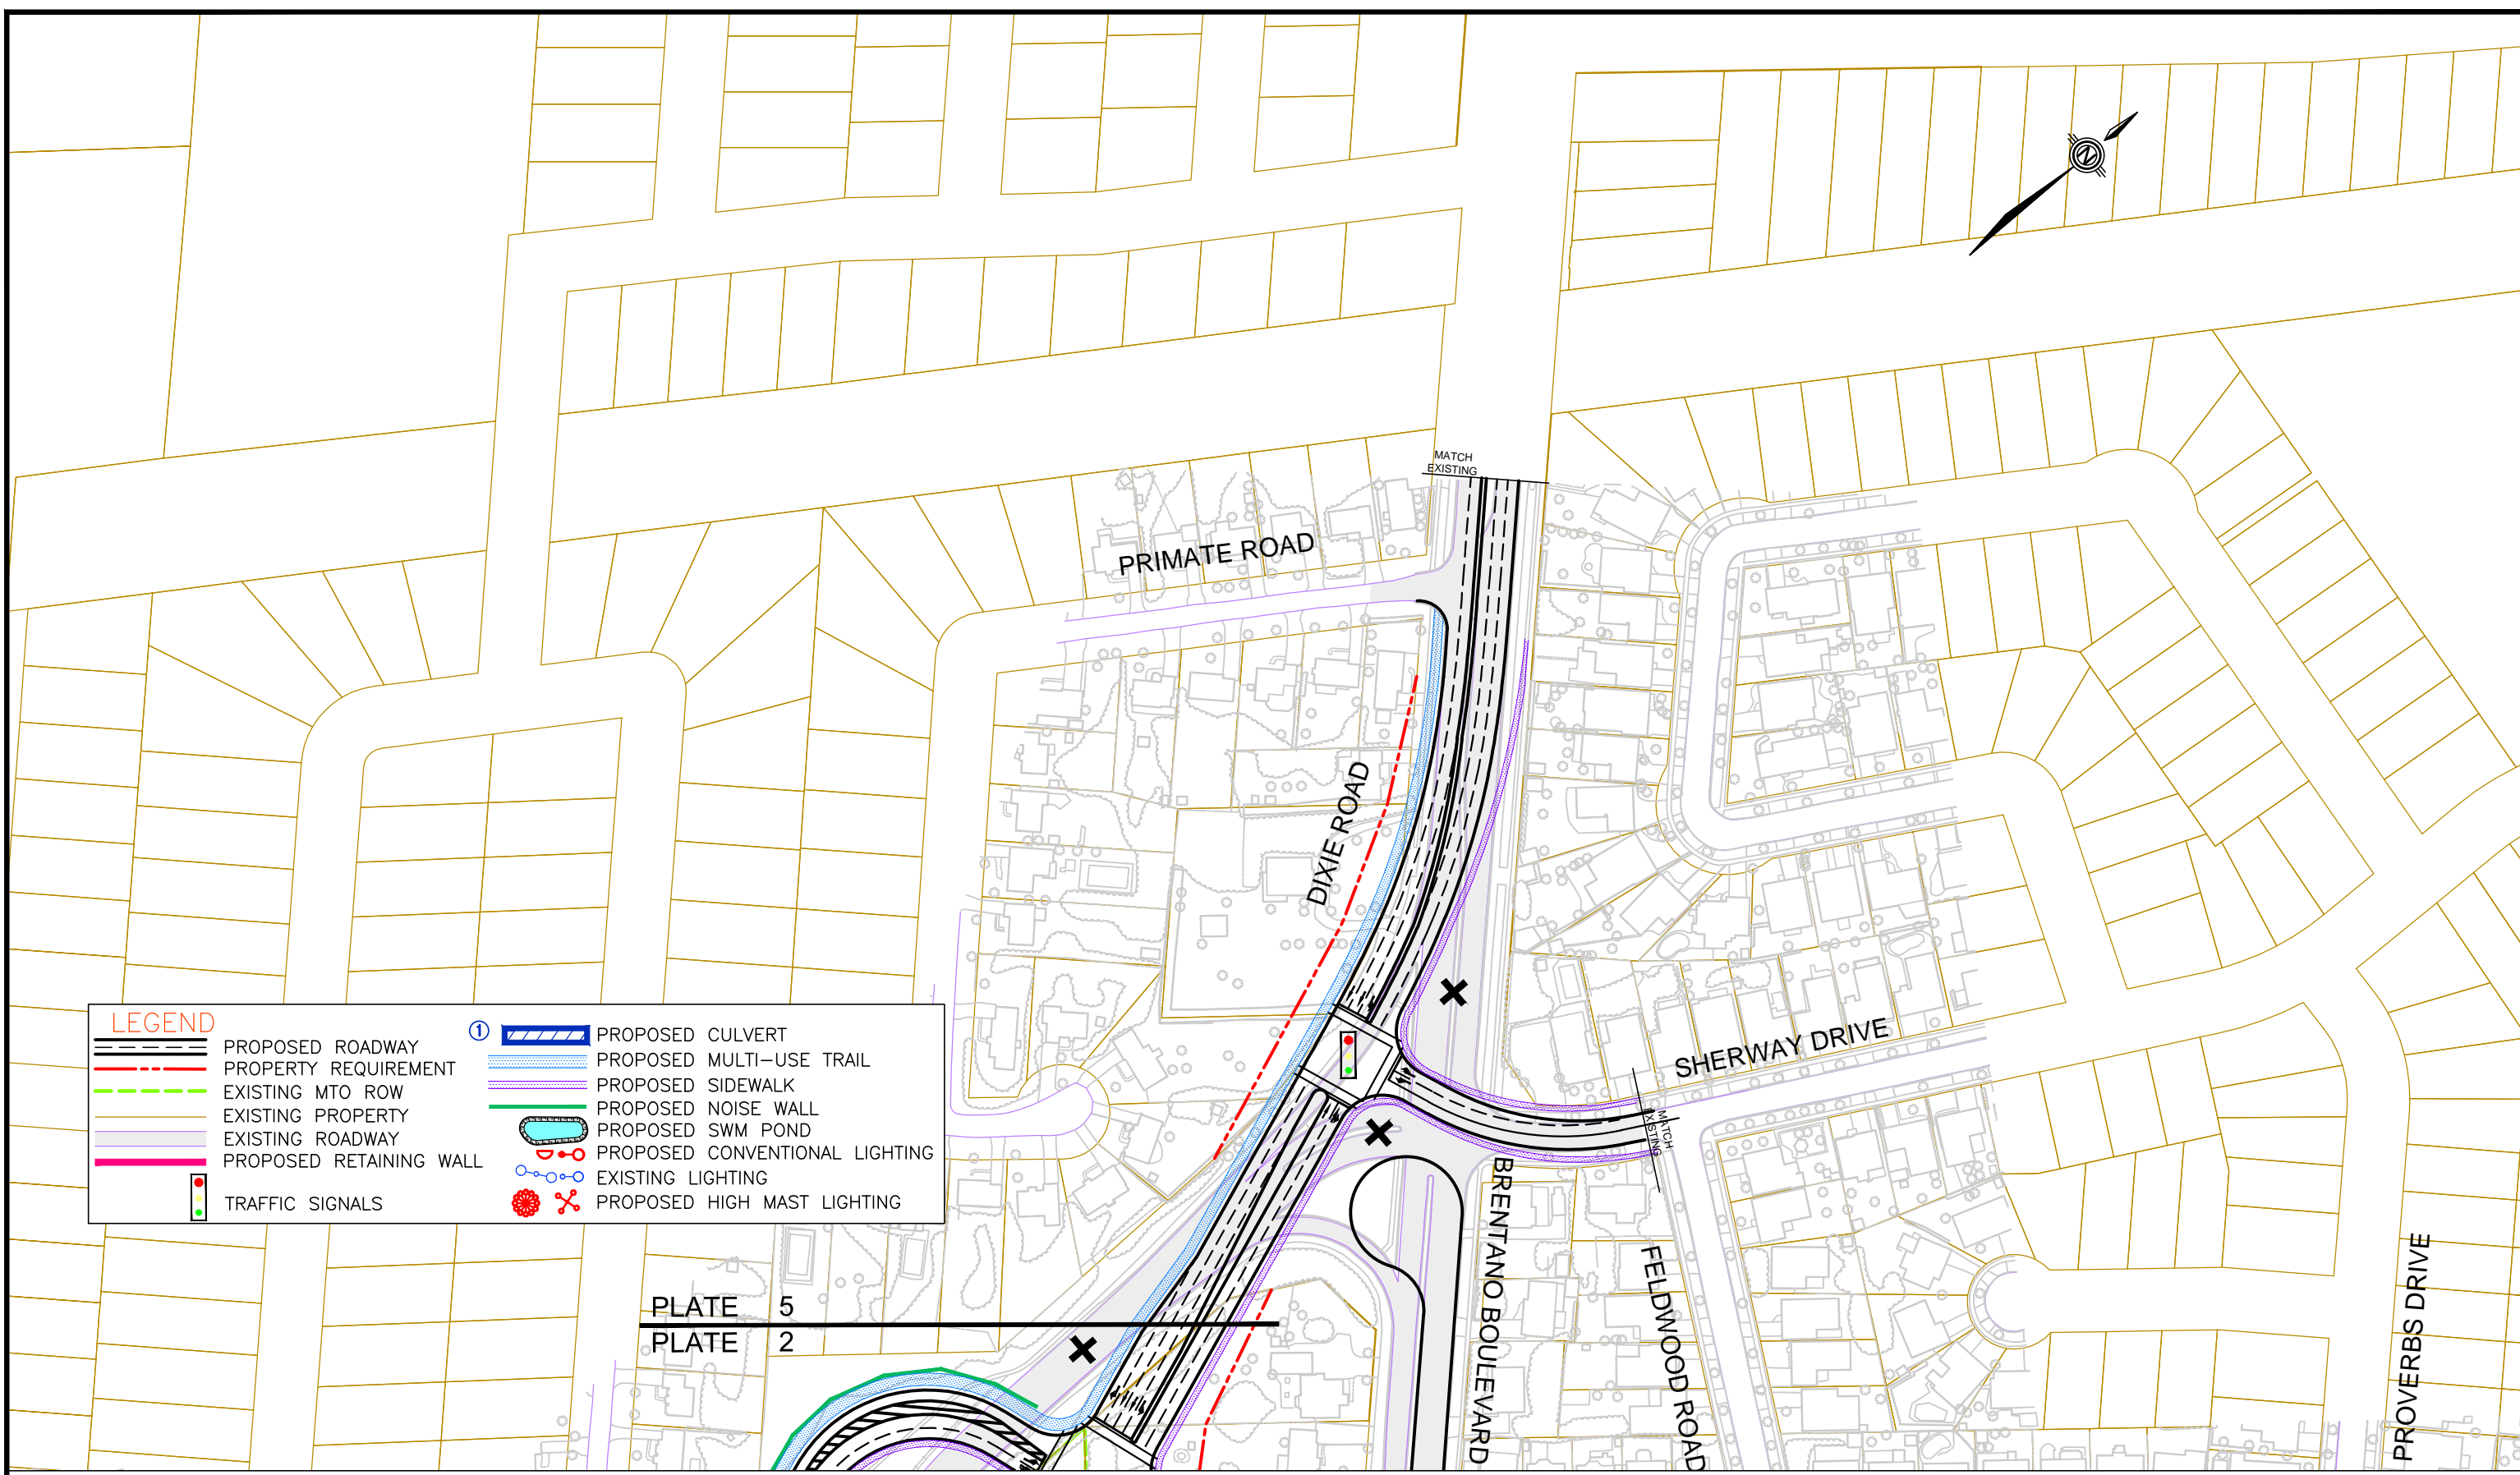 N
MATCH
EXISTING
PRIMATE ROAD
DIXIE ROAD
SHERWAY DRIVE
MATCH
EXISTING
BRENTANO BOULEVARD
FELDWOOD ROAD
PROVERBS DRIVE
LEGEND
PROPOSED ROADWAY
PROPERTY REQUIREMENT
EXISTING MTO ROW
EXISTING PROPERTY
EXISTING ROADWAY
PROPOSED RETAINING WALL
TRAFFIC SIGNALS
1 PROPOSED CULVERT
PROPOSED MULTI-USE TRAIL
PROPOSED SIDEWALK
PROPOSED NOISE WALL
PROPOSED SWM POND
PROPOSED CONVENTIONAL LIGHTING
EXISTING LIGHTING
PROPOSED HIGH MAST LIGHTING
PLATE 5
PLATE 2